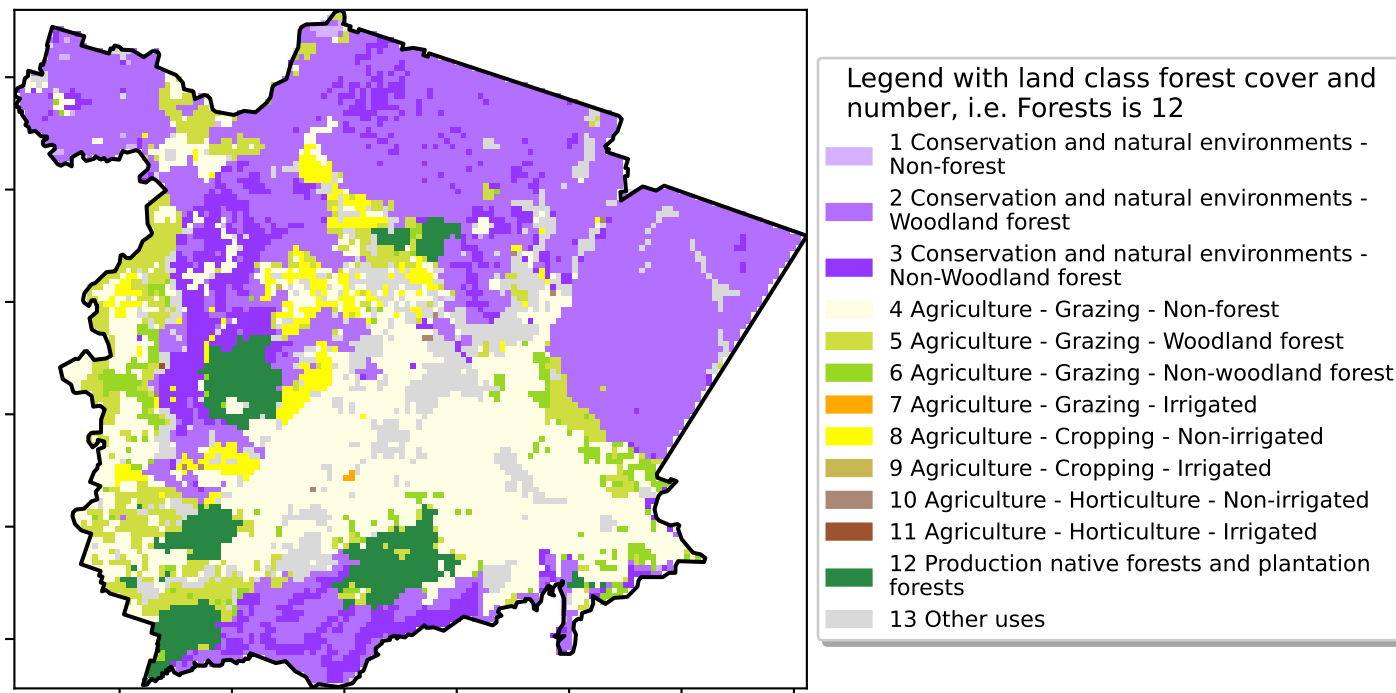 Legend with land class forest cover and
number, i.e. Forests is 12
1 Conservation and natural environments -
Non-forest
2 Conservation and natural environments -
Woodland forest
3 Conservation and natural environments -
Non-Woodland forest
4 Agriculture - Grazing - Non-forest
5 Agriculture - Grazing - Woodland forest
6 Agriculture - Grazing - Non-woodland forest
7 Agriculture - Grazing - Irrigated
8 Agriculture - Cropping - Non-irrigated
9 Agriculture - Cropping - Irrigated
10 Agriculture - Horticulture - Non-irrigated
11 Agriculture - Horticulture - Irrigated
12 Production native forests and plantation
forests
13 Other uses